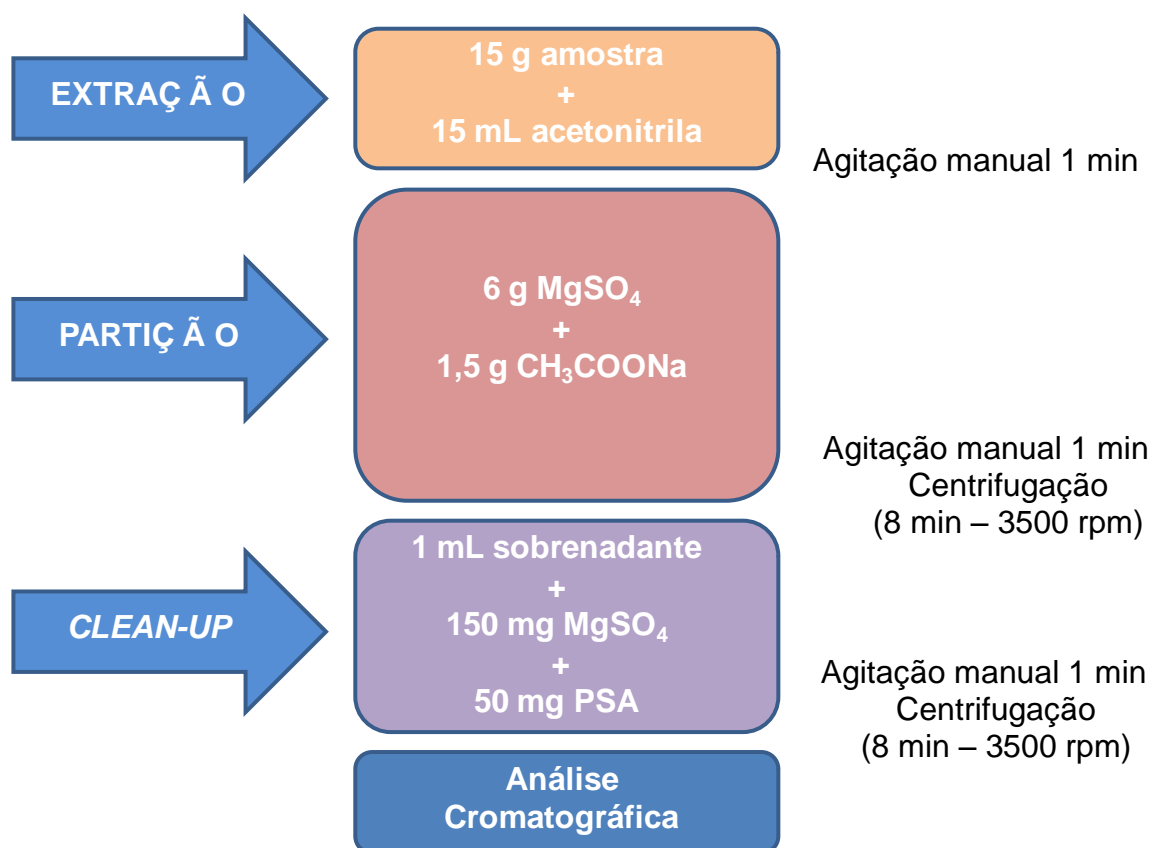 EXTRAÇ Ã O
15 g amostra
+
15 mL acetonitrila
Agitação manual 1 min
PARTIÇ Ã O
6 g MgSO₄
+
1,5 g CH₃COONa
Agitação manual 1 min
Centrifugação
(8 min – 3500 rpm)
CLEAN-UP
1 mL sobrenadante
+
150 mg MgSO₄
+
50 mg PSA
Agitação manual 1 min
Centrifugação
(8 min – 3500 rpm)
Análise
Cromatográfica